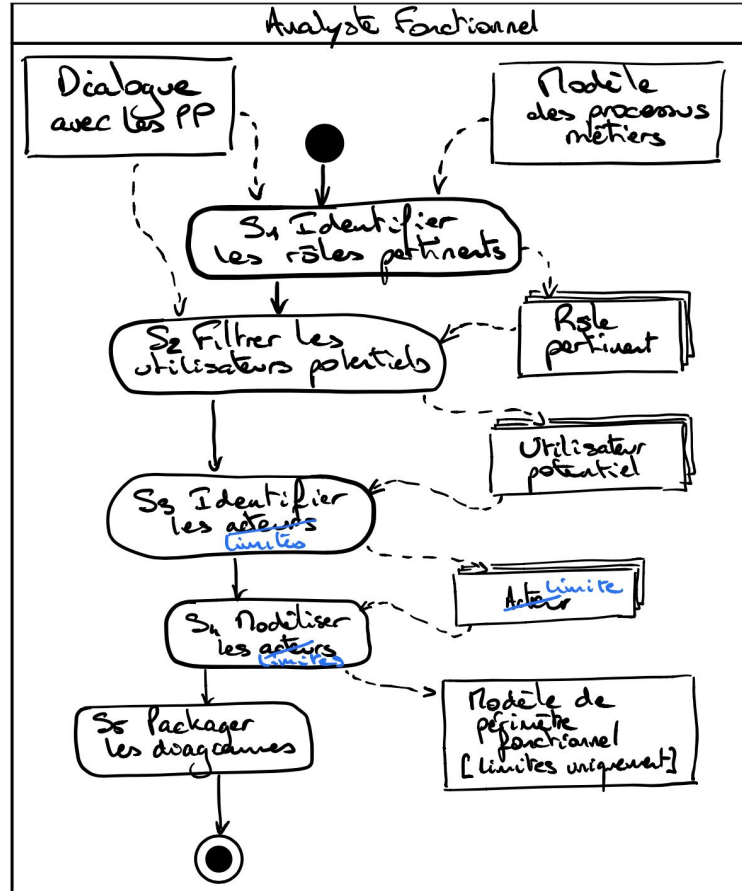 Analyste Fonctionnel
Dialogue
avec les PP
Modèle
des processus
métiers
S1 Identifier
les rôles pertinents
Rôle
pertinent
S2 Filtrer les
utilisateurs potentiels
Utilisateur
potentiel
S3 Identifier
les acteurs
limites
Acteur limite
S4 Modéliser
les acteurs
limites
S5 Packager
les diagrammes
Modèle de
périmètre
fonctionnel
[limites uniquement]